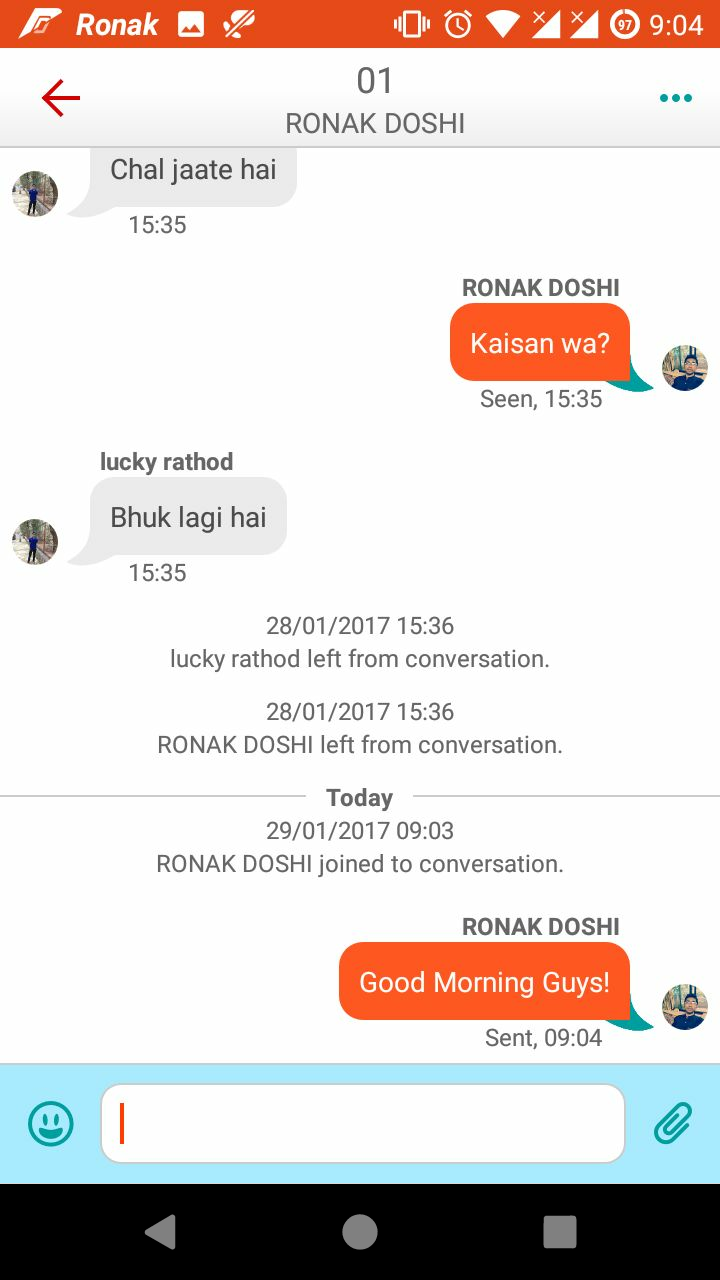 Ronak 97 9:04
01
RONAK DOSHI
Chal jaate hai
15:35
RONAK DOSHI
Kaisan wa?
Seen, 15:35
lucky rathod
Bhuk lagi hai
15:35
28/01/2017 15:36
lucky rathod left from conversation.
28/01/2017 15:36
RONAK DOSHI left from conversation.
Today
29/01/2017 09:03
RONAK DOSHI joined to conversation.
RONAK DOSHI
Good Morning Guys!
Sent, 09:04